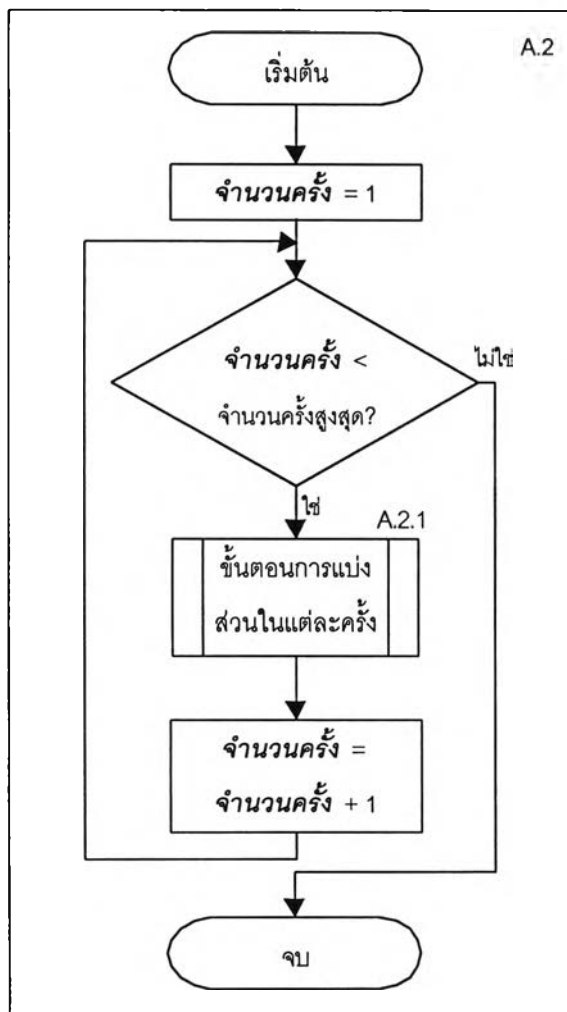 A.2
เริ่มต้น
จำนวนครั้ง = 1
จำนวนครั้ง <
จำนวนครั้งสูงสุด?
ไม่ใช่
ใช่
A.2.1
ขั้นตอนการแบ่ง
ส่วนในแต่ละครั้ง
จำนวนครั้ง =
จำนวนครั้ง + 1
จบ